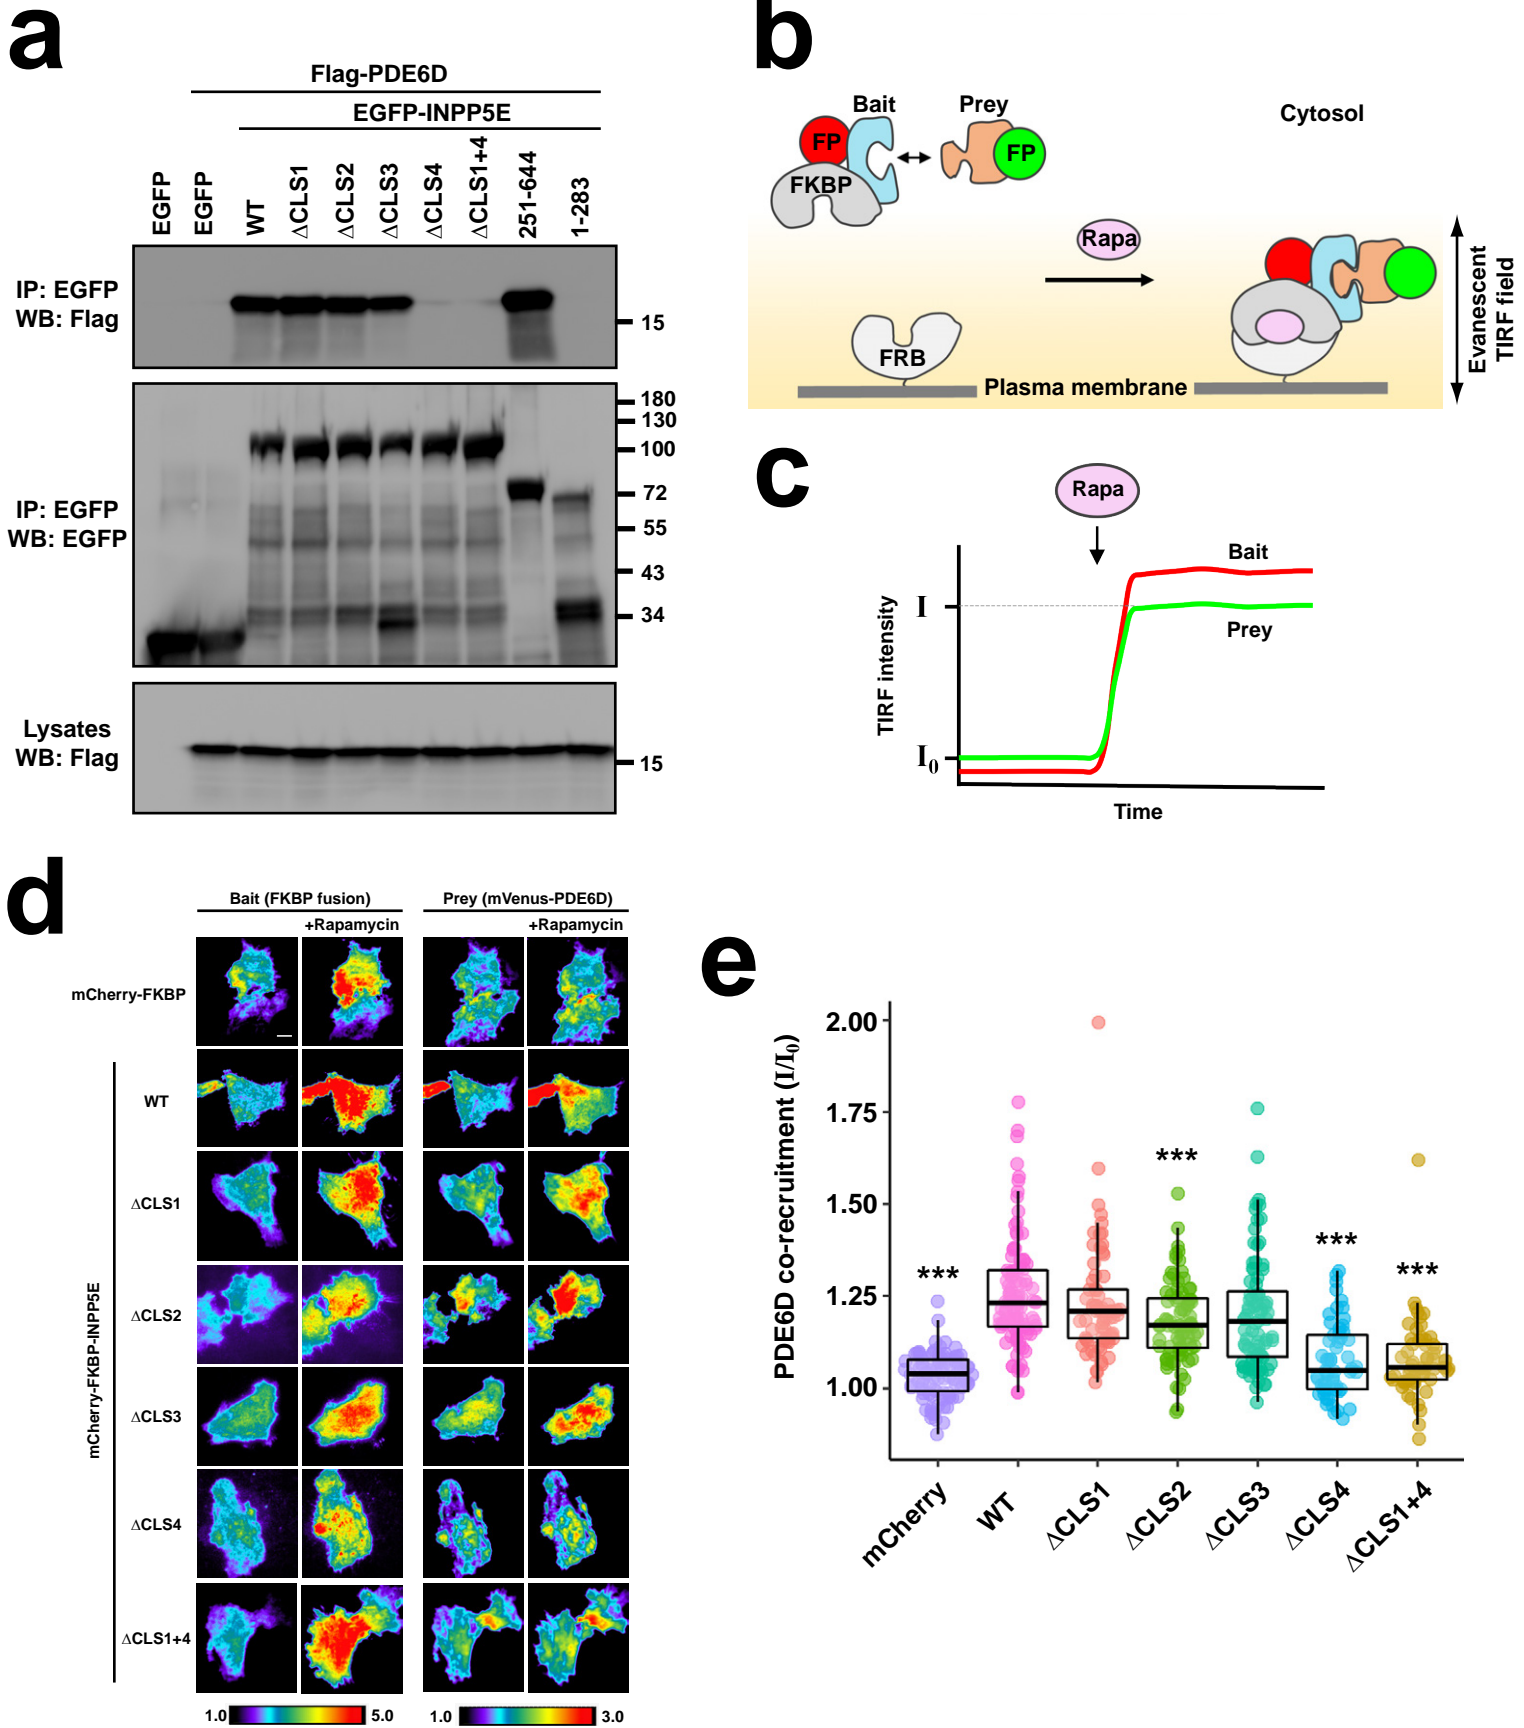 a
Flag-PDE6D
EGFP-INPP5E
EGFP
EGFP
WT
ΔCLS1
ΔCLS2
ΔCLS3
ΔCLS4
ΔCLS1+4
251-644
1-283
IP: EGFP
WB: Flag
15
IP: EGFP
WB: EGFP
180
130
100
72
55
43
34
Lysates
WB: Flag
15
b
Bait
Prey
Cytosol
FP
FP
FKBP
Rapa
FRB
Plasma membrane
Evanescent
TIRF field
c
Rapa
TIRF intensity
I
I0
Bait
Prey
Time
d
Bait (FKBP fusion)
Prey (mVenus-PDE6D)
+Rapamycin
+Rapamycin
mCherry-FKBP
mCherry-FKBP-INPP5E
WT
ΔCLS1
ΔCLS2
ΔCLS3
ΔCLS4
ΔCLS1+4
1.0
5.0
1.0
3.0
e
PDE6D co-recruitment (I/I0)
2.00
1.75
1.50
1.25
1.00
***
***
***
***
mCherry
WT
ΔCLS1
ΔCLS2
ΔCLS3
ΔCLS4
ΔCLS1+4